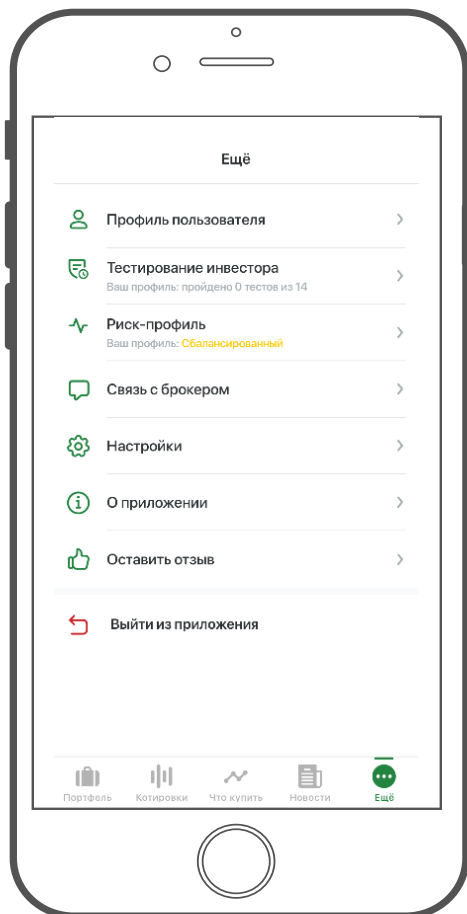 Ещё
Профиль пользователя
Тестирование инвестора
Ваш профиль: пройдено 0 тестов из 14
Риск-профиль
Ваш профиль: Сбалансированный
Связь с брокером
Настройки
О приложении
Оставить отзыв
Выйти из приложения
Портфель Котировки Что купить Новости Ещё